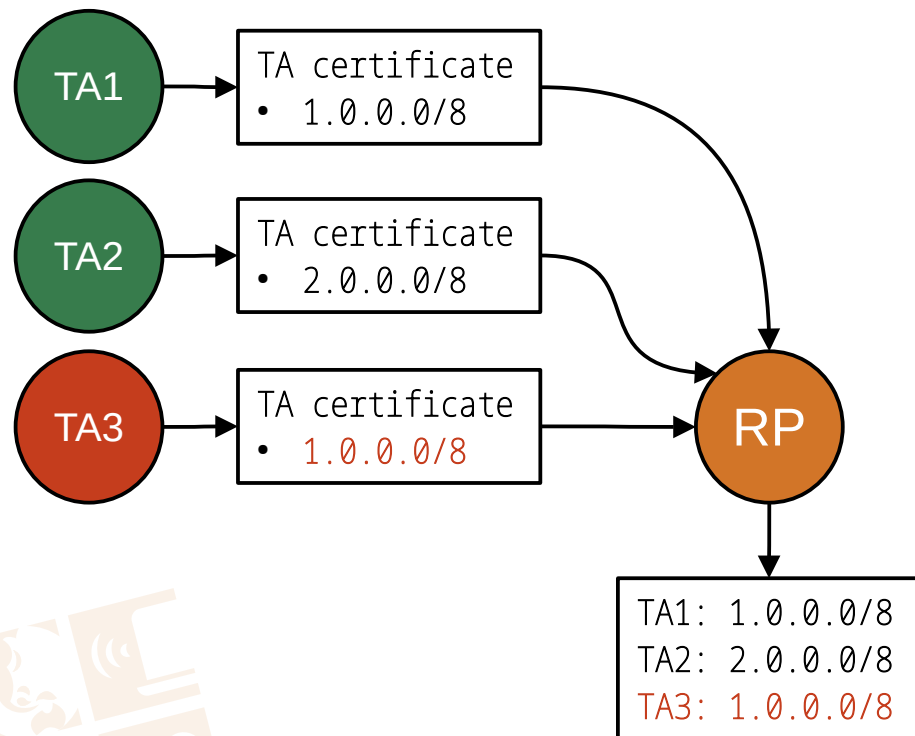 TA1
TA certificate
• 1.0.0.0/8
TA2
TA certificate
• 2.0.0.0/8
TA3
TA certificate
• 1.0.0.0/8
RP
TA1: 1.0.0.0/8
TA2: 2.0.0.0/8
TA3: 1.0.0.0/8